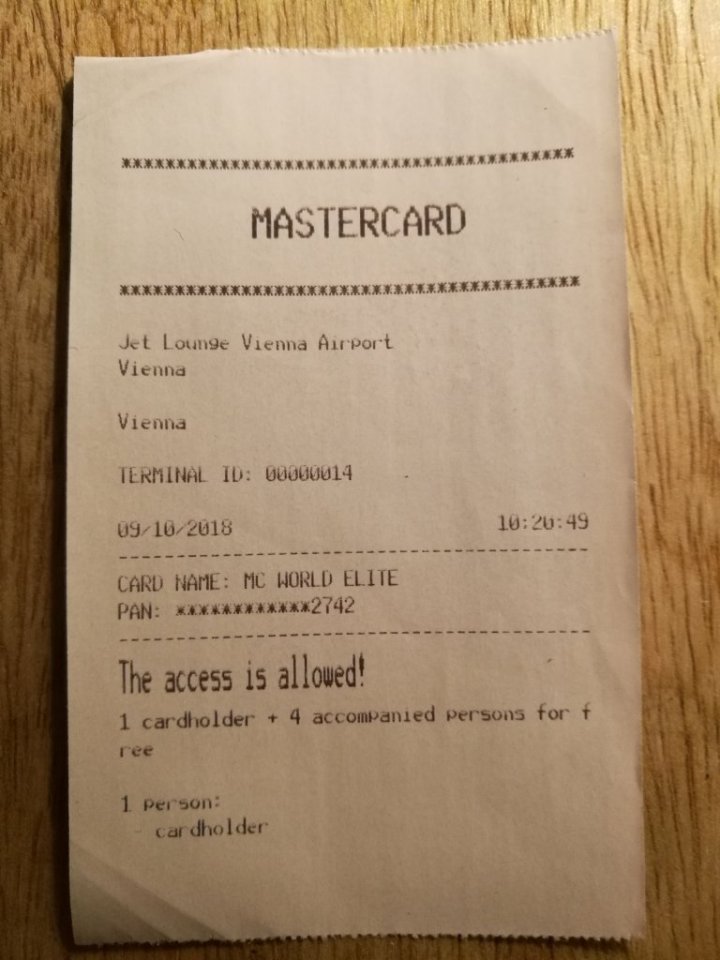 *****************************************
MASTERCARD
*****************************************
Jet Lounge Vienna Airport
Vienna
Vienna
TERMINAL ID: 00000014
09/10/2018 10:20:49
------------------------------------------
CARD NAME: MC WORLD ELITE
PAN: ************2742
------------------------------------------
The access is allowed!
1 cardholder + 4 accompanied persons for f
ree
1 person:
- cardholder